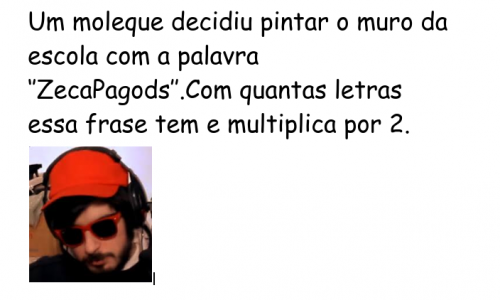 Um moleque decidiu pintar o muro da
escola com a palavra
‘’ZecaPagods’’.Com quantas letras
essa frase tem e multiplica por 2.